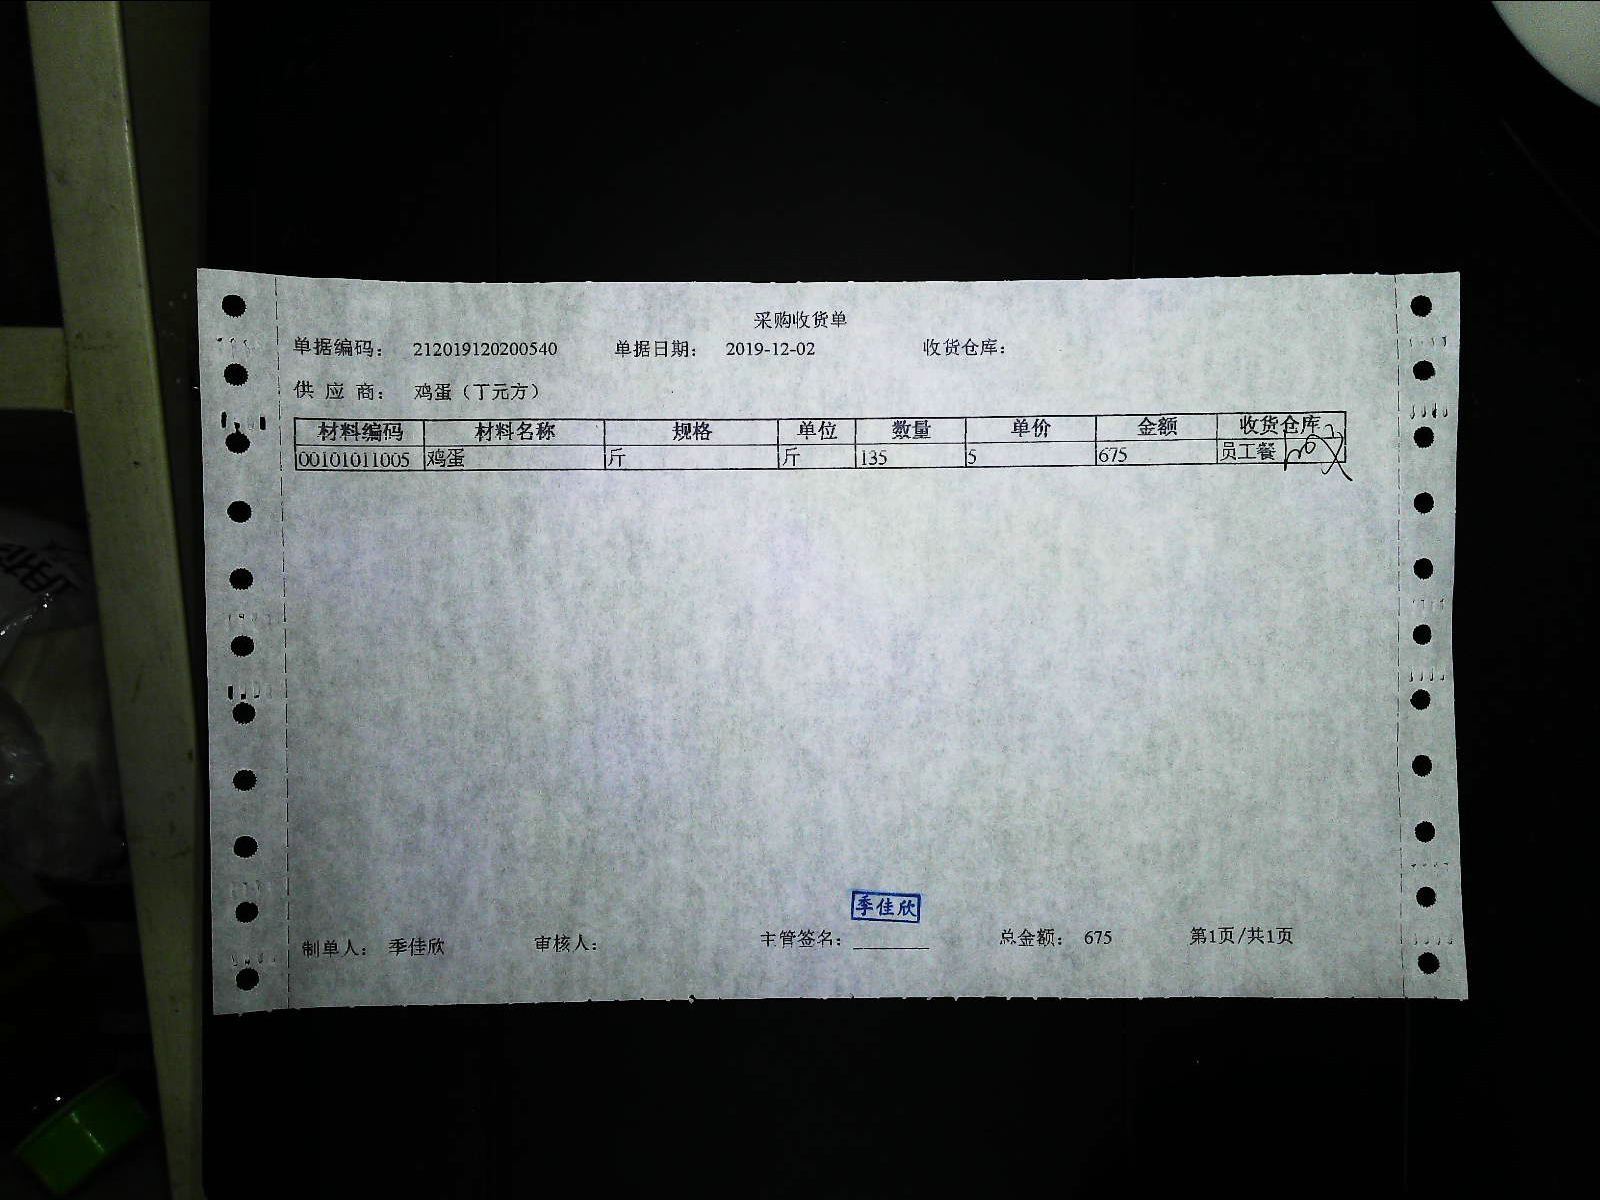 采购收货单
单据编码： 212019120200540 单据日期： 2019-12-02 收货仓库：
供 应 商： 鸡蛋（丁元方）
材料编码 材料名称 规格 单位 数量 单价 金额 收货仓库
00101011005 鸡蛋 斤 斤 135 5 675 员工餐
季佳欣
制单人： 季佳欣 审核人： 主管签名：________ 总金额： 675 第1页/共1页